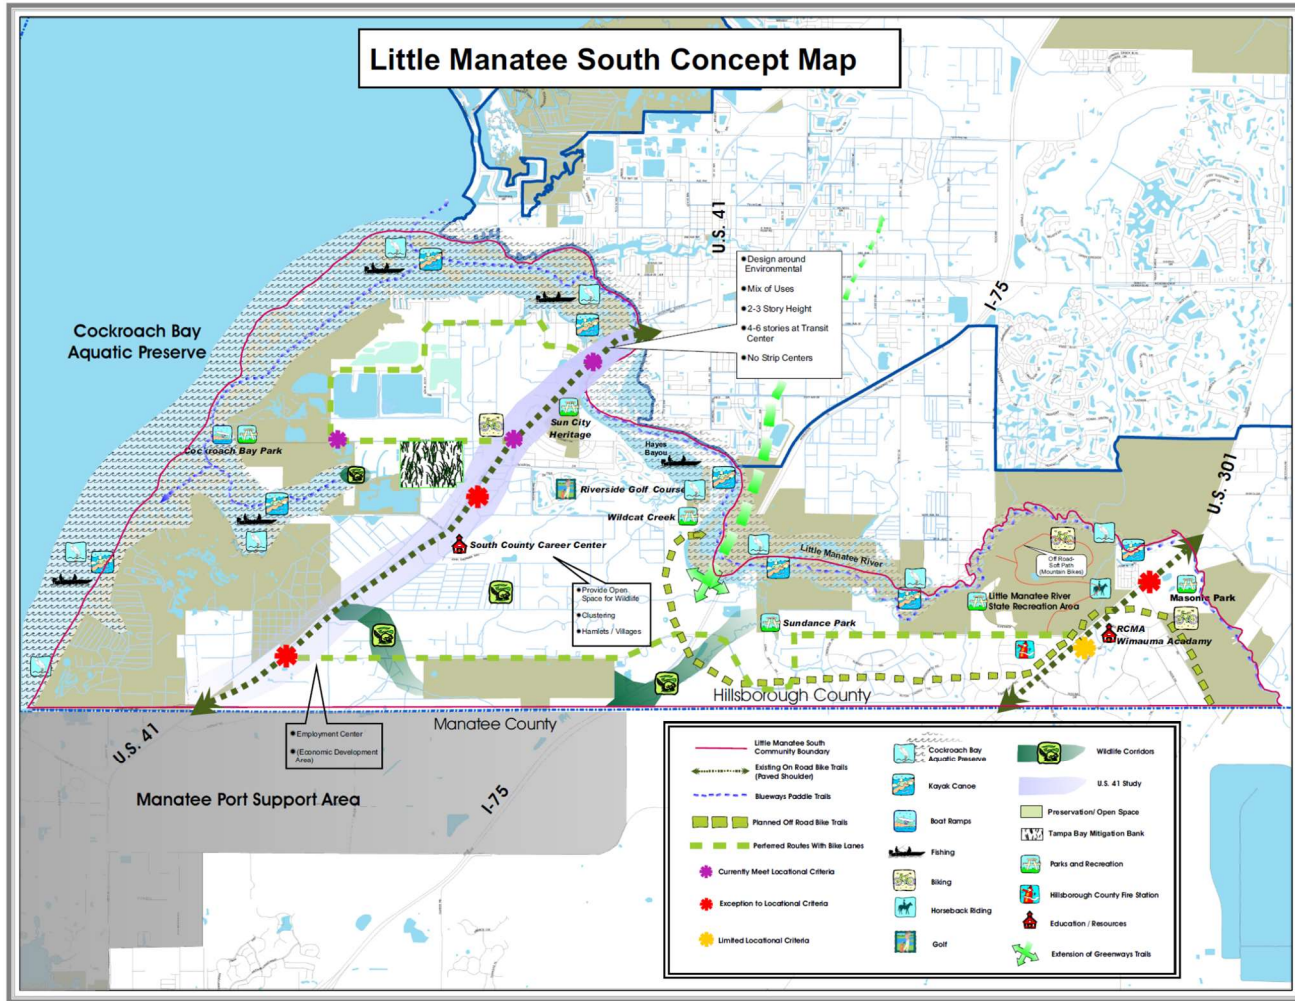 Little Manatee South Concept Map
U.S. 41
Design around
Environmental
Mix of Uses
2-3 Story Height
4-6 stories at Transit
Center
No Strip Centers
I-75
Cockroach Bay
Aquatic Preserve
Sun City
Heritage
Cockroach Bay Park
Hayes
Bayou
U.S. 301
Riverside Golf Course
Wildcat Creek
South County Career Center
Little Manatee River
Off Road-
Soft Path
(Mountain Bikes)
Provide Open
Space for Wildlife
Clustering
Hamlets / Villages
Little Manatee River
State Recreation Area
Masonic Park
Sundance Park
RCMA
Wimauma Acadamy
Hillsborough County
Manatee County
U.S. 41
Employment Center
(Economic Development
Area)
Manatee Port Support Area
I-75
Little Manatee South
Community Boundary
Existing On Road Bike Trails
(Paved Shoulder)
Blueways Paddle Trails
Planned Off Road Bike Trails
Perferred Routes With Bike Lanes
Currently Meet Locational Criteria
Exception to Locational Criteria
Limited Locational Criteria
Cockroach Bay
Aquatic Preserve
Kayak Canoe
Boat Ramps
Fishing
Biking
Horseback Riding
Golf
Wildlife Corridors
U.S. 41 Study
Preservation/ Open Space
Tampa Bay Mitigation Bank
Parks and Recreation
Hillsborough County Fire Station
Education / Resources
Extension of Greenways Trails